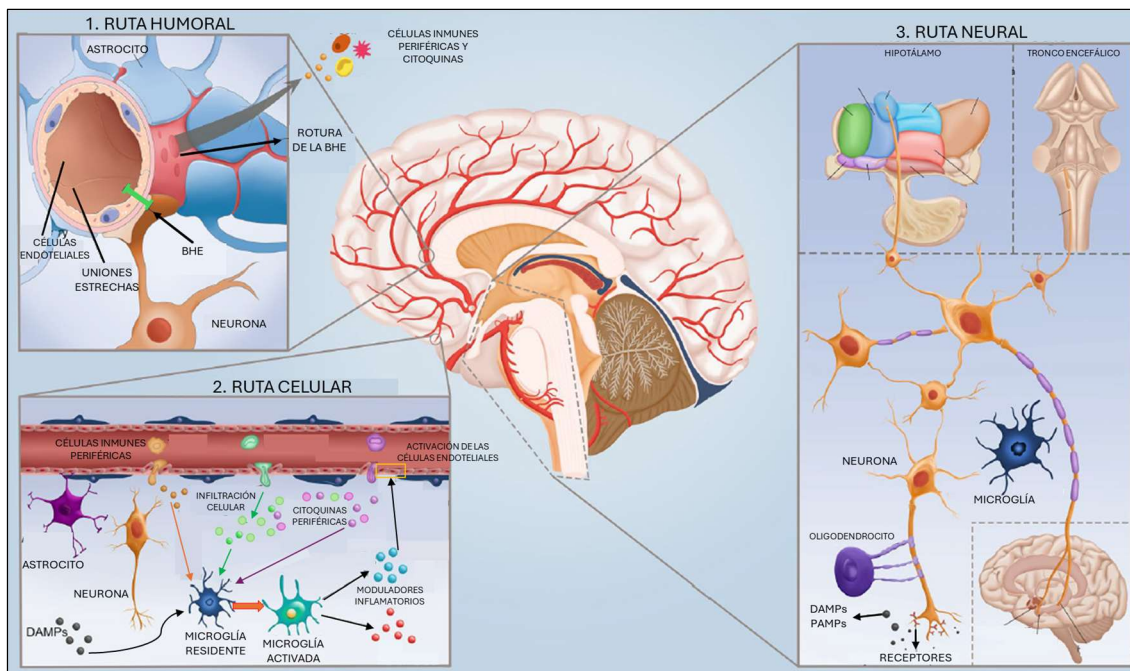 1. RUTA HUMORAL
ASTROCITO
CÉLULAS INMUNES
PERIFÉRICAS Y
CITOQUINAS
ROTURA
DE LA BHE
CÉLULAS
ENDOTELIALES
UNIONES
ESTRECHAS
BHE
NEURONA
2. RUTA CELULAR
CÉLULAS INMUNES
PERIFÉRICAS
ACTIVACIÓN DE LAS
CÉLULAS ENDOTELIALES
INFILTRACIÓN
CELULAR
CITOQUINAS
PERIFÉRICAS
ASTROCITO
NEURONA
MODULADORES
INFLAMATORIOS
DAMPs
MICROGLÍA
RESIDENTE
MICROGLÍA
ACTIVADA
3. RUTA NEURAL
HIPOTÁLAMO
TRONCO ENCEFÁLICO
NEURONA
MICROGLÍA
OLIGODENDROCITO
DAMPs
PAMPs
RECEPTORES